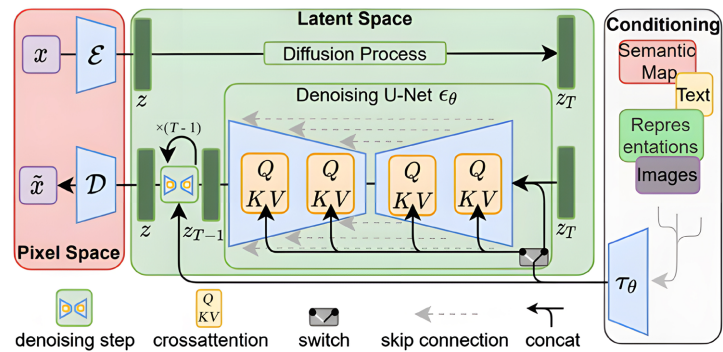 Latent Space
Conditioning
x
ℰ
z
Diffusion Process
z_T
Semantic
Map
Text
Repres
entations
Images
Denoising U-Net ϵ_θ
×(T - 1)
x̃
𝒟
z
z_{T−1}
Q
KV
Q
KV
Q
KV
Q
KV
z_T
τ_θ
Pixel Space
Q
KV
denoising step
crossattention
switch
skip connection
concat